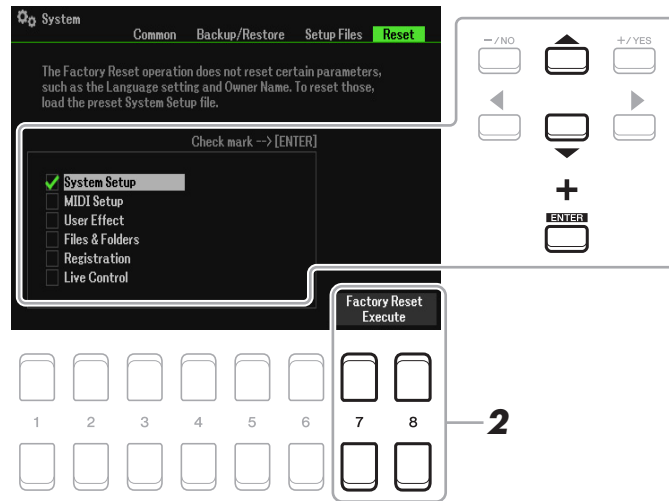 System
Common Backup/Restore Setup Files Reset
The Factory Reset operation does not reset certain parameters,
such as the Language setting and Owner Name. To reset those,
load the preset System Setup file.
Check mark --> [ENTER]
System Setup
MIDI Setup
User Effect
Files & Folders
Registration
Live Control
Factory Reset
Execute
–/NO
+/YES
+
ENTER
1 2 3 4 5 6 7 8
2